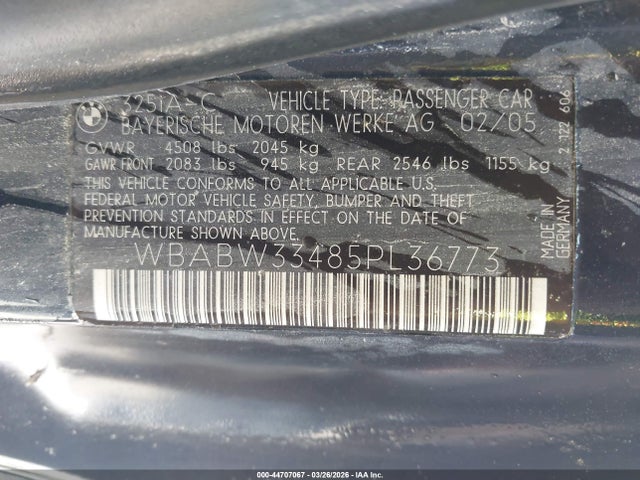 325iA-C VEHICLE TYPE: PASSENGER CAR
BAYERISCHE MOTOREN WERKE AG 02/05
GVWR 4508 lbs 2045 kg
GAWR FRONT 2083 lbs 945 kg REAR 2546 lbs 1155 kg
THIS VEHICLE CONFORMS TO ALL APPLICABLE U.S.
FEDERAL MOTOR VEHICLE SAFETY, BUMPER AND THEFT
PREVENTION STANDARDS IN EFFECT ON THE DATE
OF MANUFACTURE SHOWN ABOVE.
WBABW33485PL36773
MADE IN
GERMANY
2 122 606
000-44707067 | 03/26/2026 | IAA Inc.